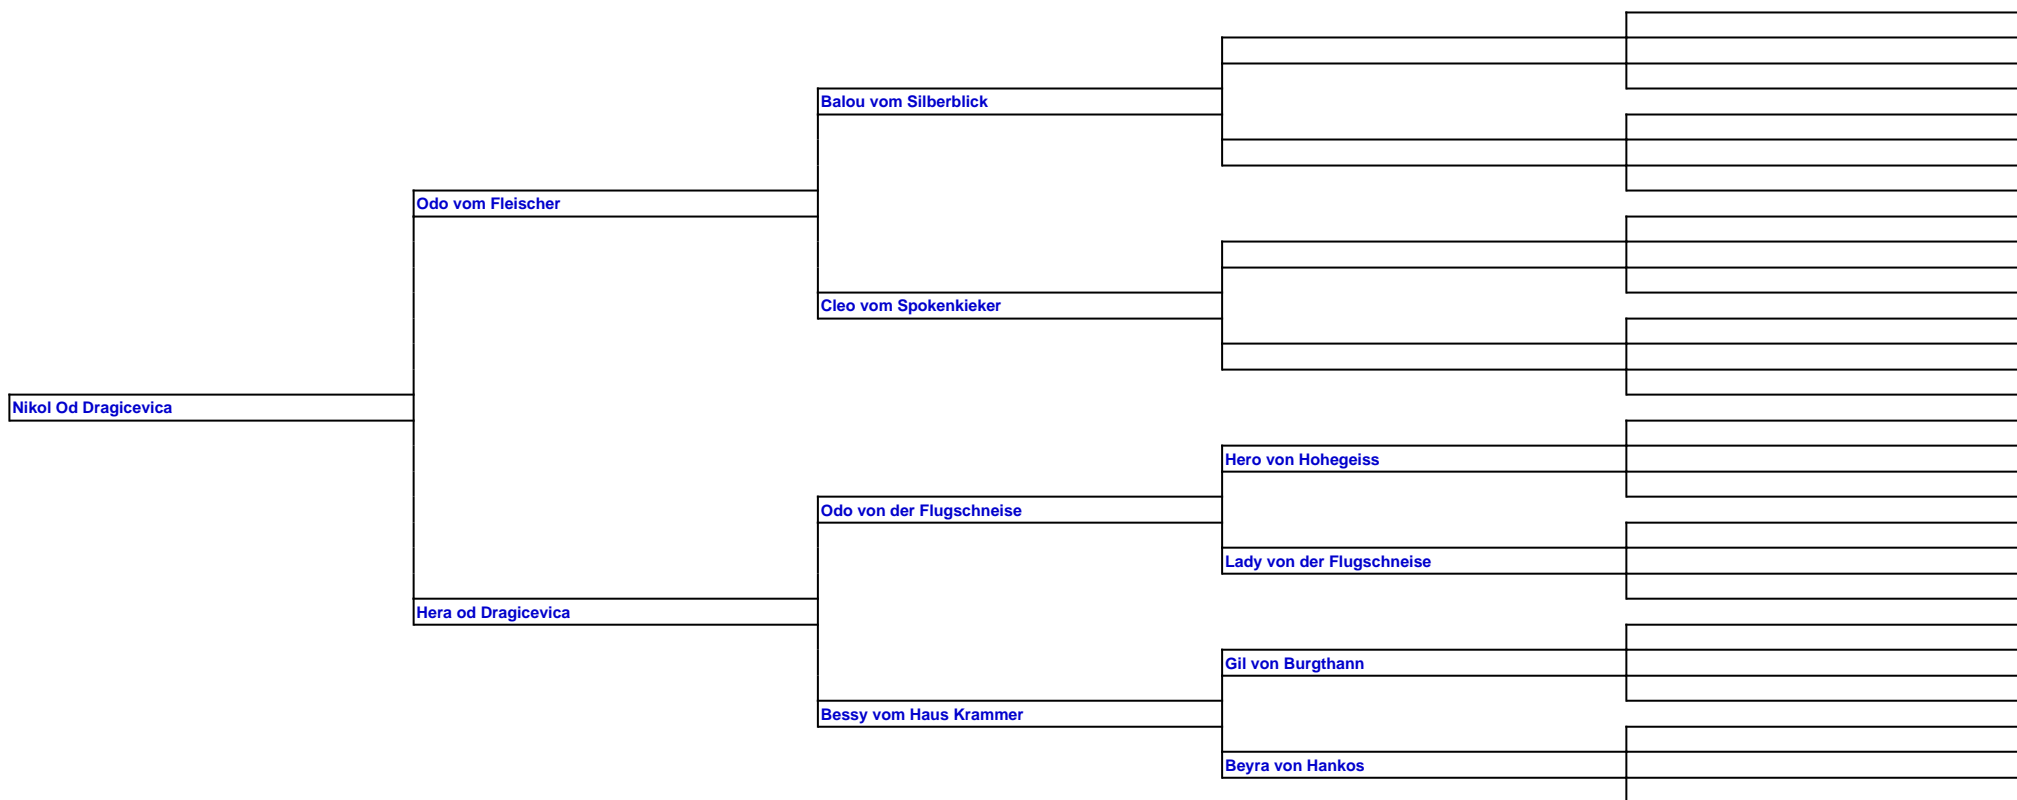 Balou vom Silberblick
Odo vom Fleischer
Cleo vom Spokenkieker
Nikol Od Dragicevica
Hero von Hohegeiss
Odo von der Flugschneise
Lady von der Flugschneise
Hera od Dragicevica
Gil von Burgthann
Bessy vom Haus Krammer
Beyra von Hankos